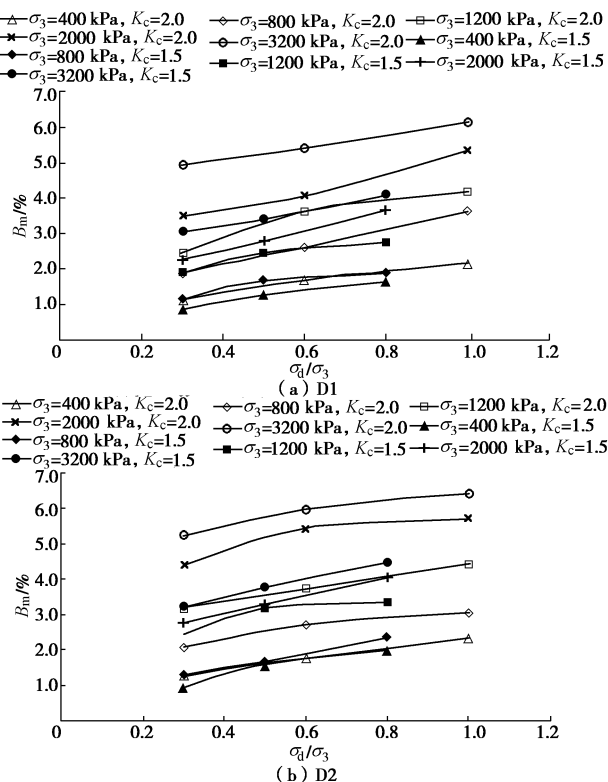 σ3=400 kPa, Kc=2.0 σ3=800 kPa, Kc=2.0 σ3=1200 kPa, Kc=2.0
σ3=2000 kPa, Kc=2.0 σ3=3200 kPa, Kc=2.0 σ3=400 kPa, Kc=1.5
σ3=800 kPa, Kc=1.5 σ3=1200 kPa, Kc=1.5 σ3=2000 kPa, Kc=1.5
σ3=3200 kPa, Kc=1.5
7.0
6.0
5.0
4.0
3.0
2.0
1.0
Bm/%
0 0.2 0.4 0.6 0.8 1.0 1.2
σd/σ3
(a) D1
σ3=400 kPa, Kc=2.0 σ3=800 kPa, Kc=2.0 σ3=1200 kPa, Kc=2.0
σ3=2000 kPa, Kc=2.0 σ3=3200 kPa, Kc=2.0 σ3=400 kPa, Kc=1.5
σ3=800 kPa, Kc=1.5 σ3=1200 kPa, Kc=1.5 σ3=2000 kPa, Kc=1.5
σ3=3200 kPa, Kc=1.5
7.0
6.0
5.0
4.0
3.0
2.0
1.0
Bm/%
0 0.2 0.4 0.6 0.8 1.0 1.2
σd/σ3
(b) D2